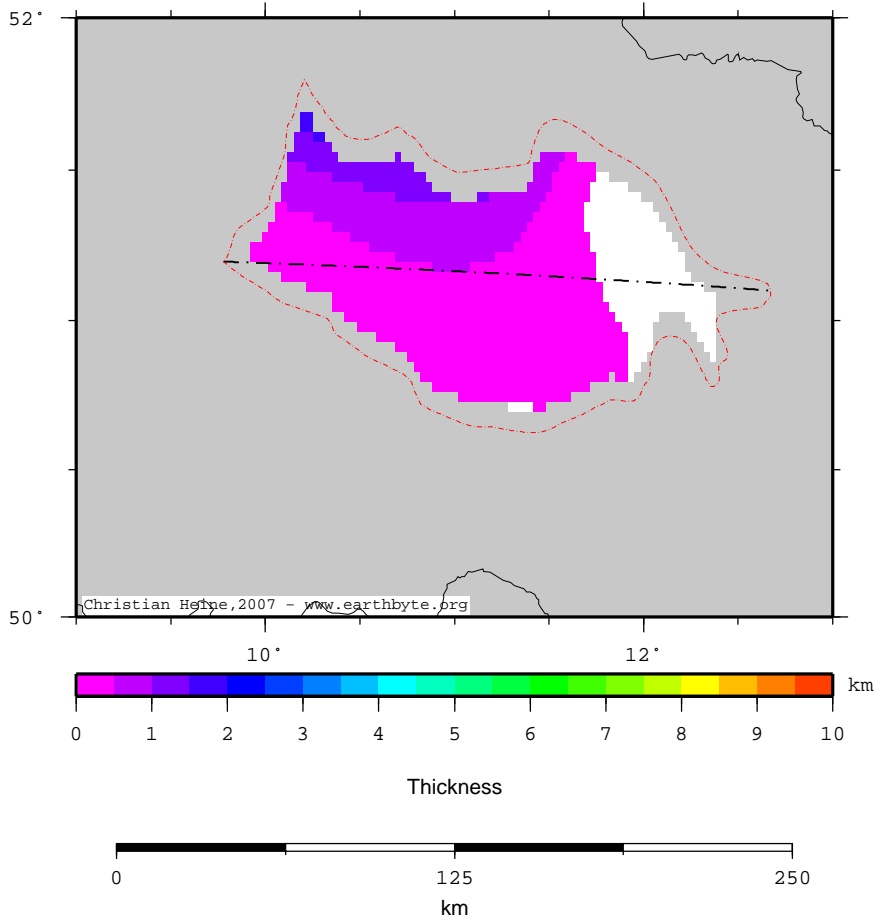 52°
50°
Christian Heine,2007 - www.earthbyte.org
10° 12°
km
0 1 2 3 4 5 6 7 8 9 10
Thickness
0 125 250
km